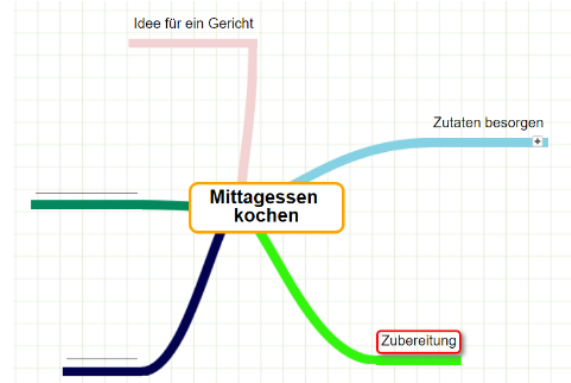 Idee für ein Gericht
Zutaten besorgen
Mittagessen
kochen
Zubereitung